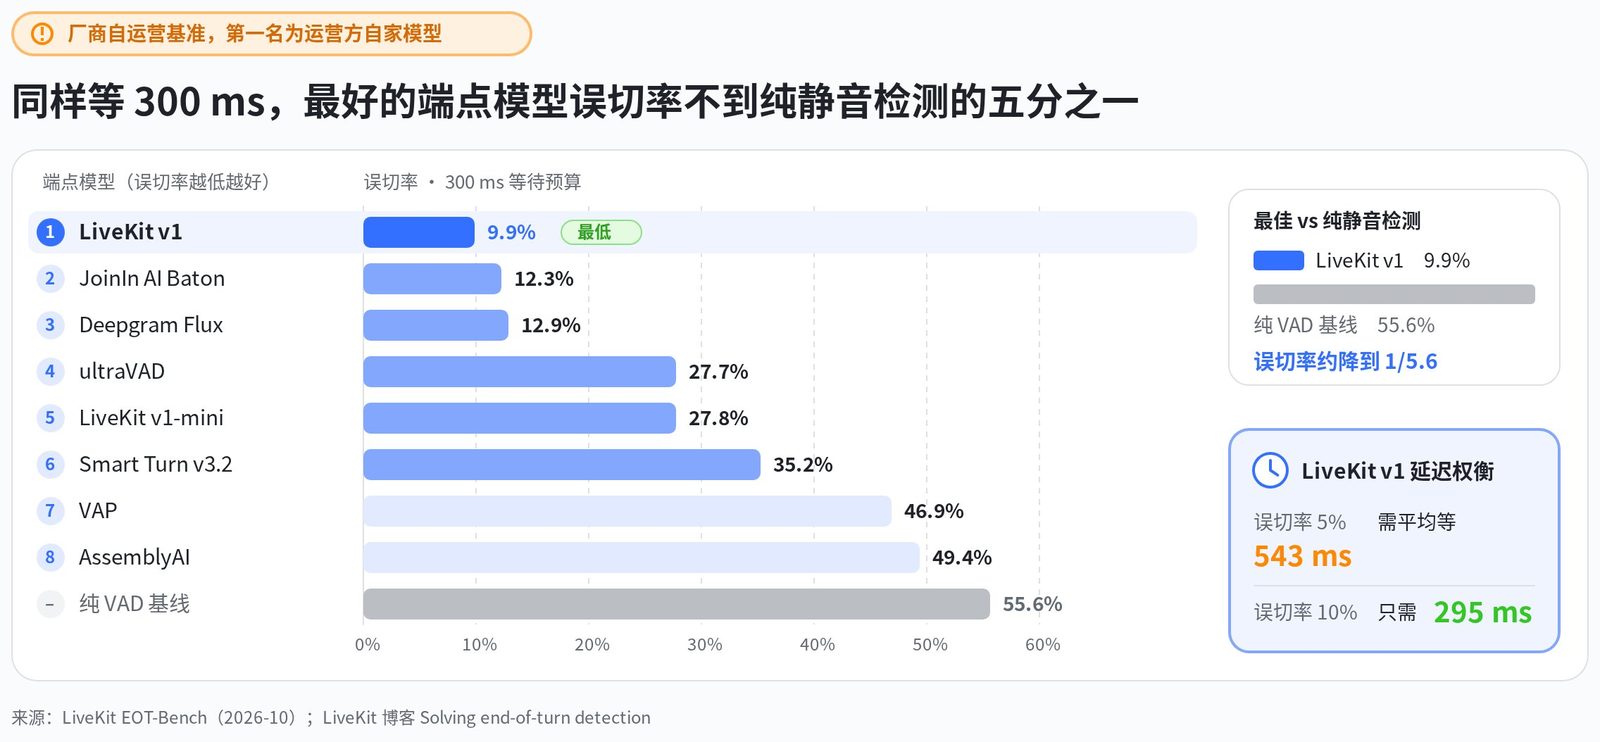 厂商自运营基准，第一名为运营方自家模型
同样等 300 ms，最好的端点模型误切率不到纯静音检测的五分之一
端点模型（误切率越低越好）
误切率 · 300 ms 等待预算
1 LiveKit v1 9.9% 最低
2 JoinIn AI Baton 12.3%
3 Deepgram Flux 12.9%
4 ultraVAD 27.7%
5 LiveKit v1-mini 27.8%
6 Smart Turn v3.2 35.2%
7 VAP 46.9%
8 AssemblyAI 49.4%
– 纯 VAD 基线 55.6%
0% 10% 20% 30% 40% 50% 60%
最佳 vs 纯静音检测
LiveKit v1 9.9%
纯 VAD 基线 55.6%
误切率约降到 1/5.6
LiveKit v1 延迟权衡
误切率 5% 需平均等
543 ms
误切率 10% 只需 295 ms
来源：LiveKit EOT-Bench（2026-10）；LiveKit 博客 Solving end-of-turn detection